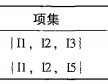 项集
{I1, I2, I3}
{I1, I2, I5}